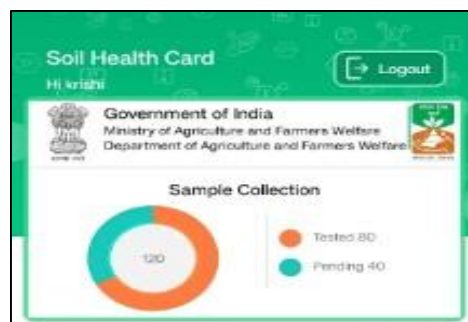 Soil Health Card
Logout
Hi krishi
Government of India
Ministry of Agriculture and Farmers Welfare
Department of Agriculture and Farmers Welfare
Sample Collection
120
Tested 80
Pending 40